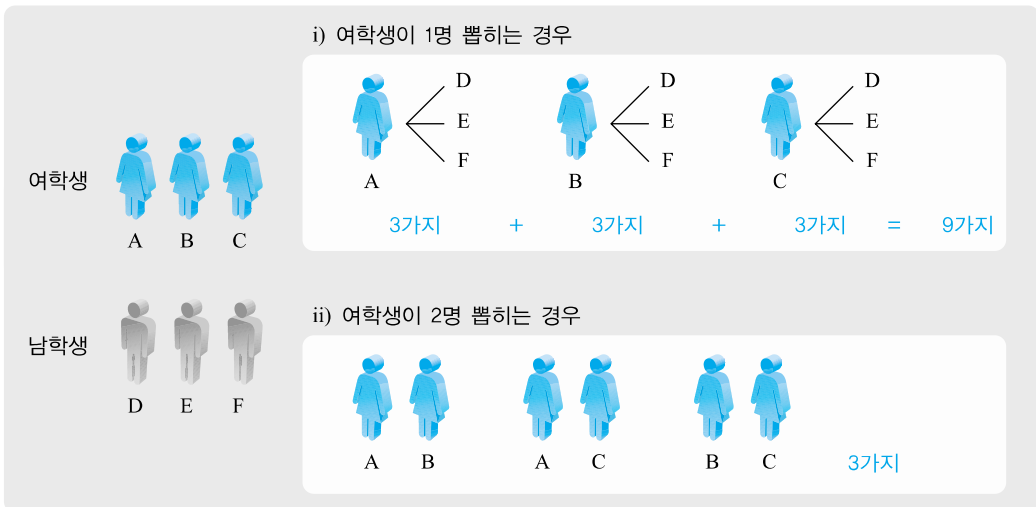 여학생
A B C
남학생
D E F
i) 여학생이 1명 뽑히는 경우
D D D
E E E
F F F
A B C
3가지 + 3가지 + 3가지 = 9가지
ii) 여학생이 2명 뽑히는 경우
A B A C B C 3가지